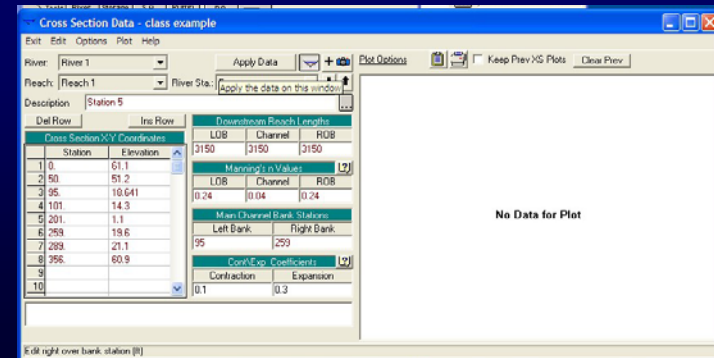 Cross Section Data - class example
Exit Edit Options Plot Help
River: River 1 Apply Data Plot Options Keep Prev XS Plots Clear Prev
Reach: Reach 1 River Sta.: Apply the data on this window
Description Station 5
Del Row Ins Row Downstream Reach Lengths
Cross Section X-Y Coordinates LOB Channel ROB
Station Elevation 3150 3150 3150
1 0. 61.1 Manning's n Values
2 50. 51.2 LOB Channel ROB
3 95. 18.641 0.24 0.04 0.24
4 101. 14.3
5 201. 1.1 Main Channel Bank Stations
6 259. 19.6 Left Bank Right Bank
7 289. 21.1 95 259
8 356. 60.9 Cont\Exp Coefficients
9 Contraction Expansion
10 0.1 0.3
No Data for Plot
Edit right over bank station (ft)